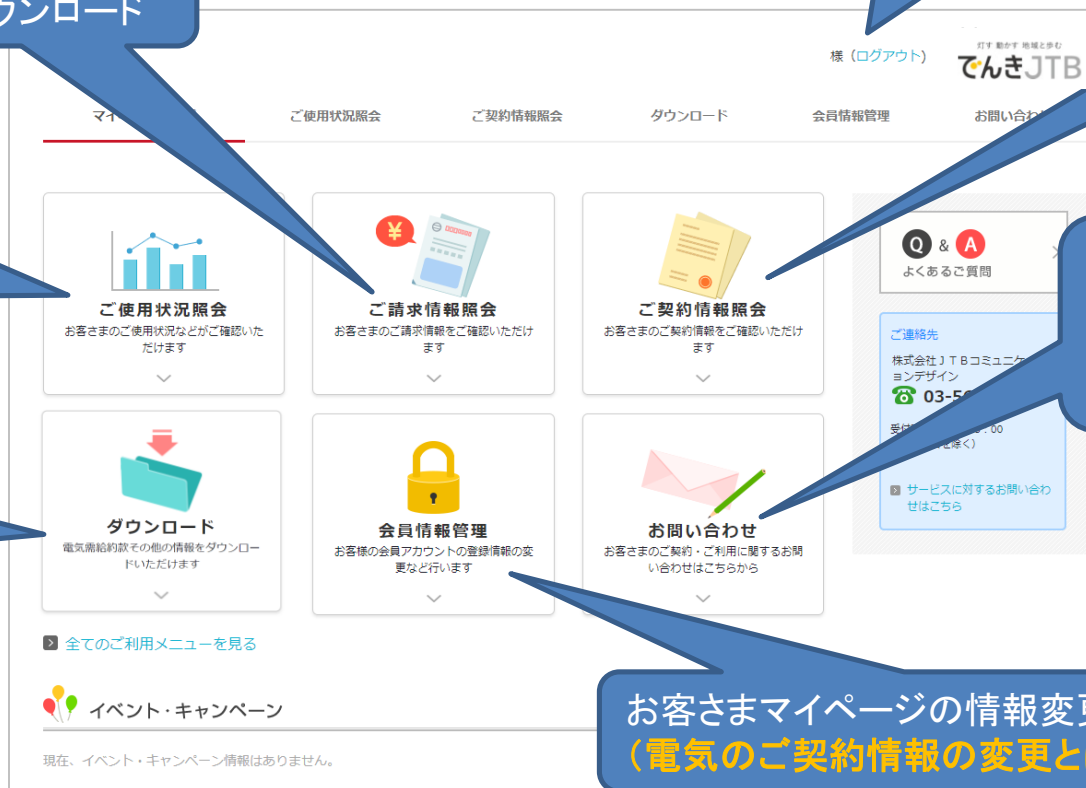 ダウンロード
様（ログアウト）
灯す 動かす 地域と歩む
でんきJTB
ご使用状況照会
ご契約情報照会
ダウンロード
会員情報管理
ご使用状況照会
お客さまのご使用状況などがご確認いた
だけます
¥
ご請求情報照会
お客さまのご請求情報をご確認いただけ
ます
ご契約情報照会
お客さまのご契約情報をご確認いただけ
ます
Q & A
よくあるご質問
ご連絡先
株式会社ＪＴＢコミュニケ
ョンデザイン
03-5
：00
を除く）
サービスに対するお問い合わ
せはこちら
ダウンロード
電気需給約款その他の情報をダウンロー
ドいただけます
会員情報管理
お客様の会員アカウントの登録情報の変
更など行います
お問い合わせ
お客さまのご契約・ご利用に関するお問
い合わせはこちらから
全てのご利用メニューを見る
イベント・キャンペーン
現在、イベント・キャンペーン情報はありません。
お客さまマイページの情報変
（電気のご契約情報の変更と